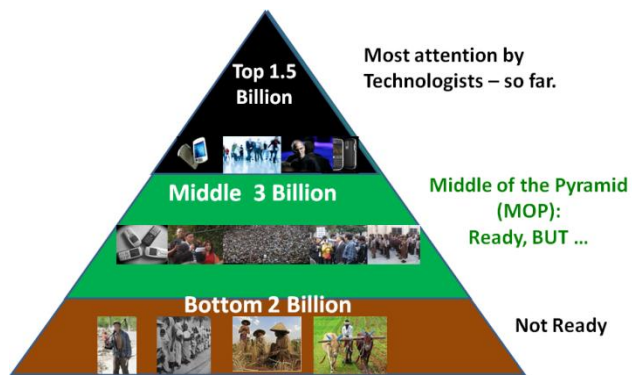 Top 1.5
Billion
Most attention by
Technologists – so far.
Middle 3 Billion
Middle of the Pyramid
(MOP):
Ready, BUT ...
Bottom 2 Billion
Not Ready